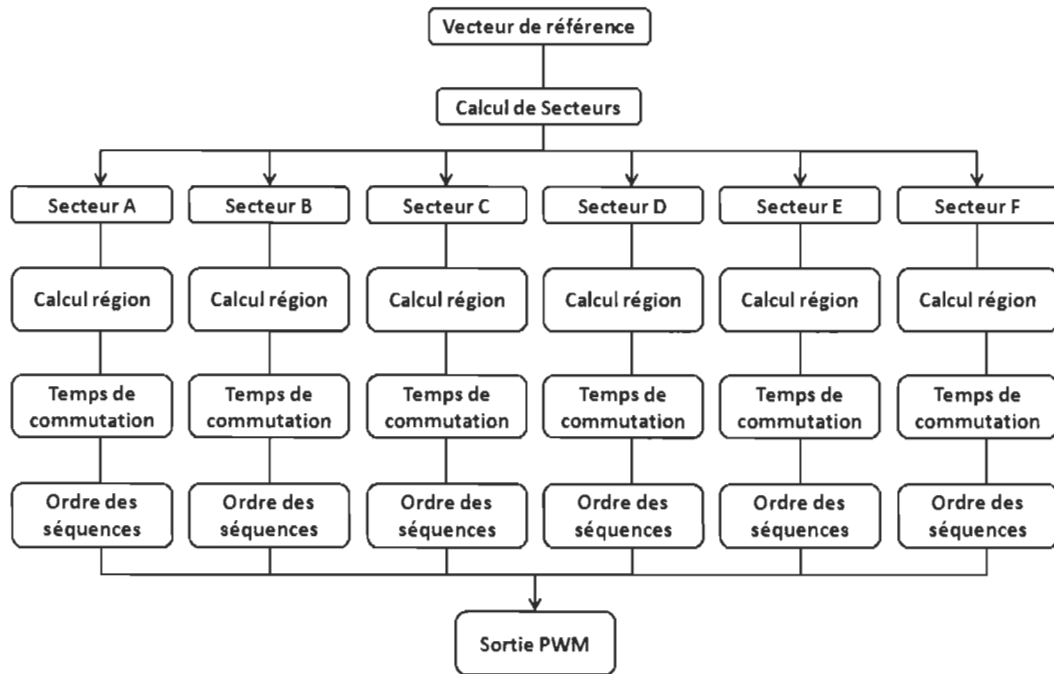 Vecteur de référence
Calcul de Secteurs
Secteur A
Secteur B
Secteur C
Secteur D
Secteur E
Secteur F
Calcul région
Calcul région
Calcul région
Calcul région
Calcul région
Calcul région
Temps de
commutation
Temps de
commutation
Temps de
commutation
Temps de
commutation
Temps de
commutation
Temps de
commutation
Ordre des
séquences
Ordre des
séquences
Ordre des
séquences
Ordre des
séquences
Ordre des
séquences
Ordre des
séquences
Sortie PWM